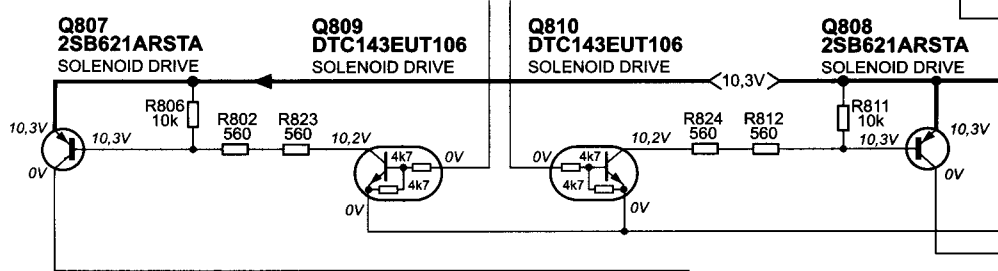 Q807
2SB621ARSTA
SOLENOID DRIVE
Q809
DTC143EUT106
SOLENOID DRIVE
Q810
DTC143EUT106
SOLENOID DRIVE
Q808
2SB621ARSTA
SOLENOID DRIVE
10,3V
R806
10k
R802
560
R823
560
R824
560
R812
560
R811
10k
10,3V
10,3V
10,2V
10,2V
10,3V
10,3V
4k7
0V
0V
4k7
0V
4k7
4k7
0V
0V
0V